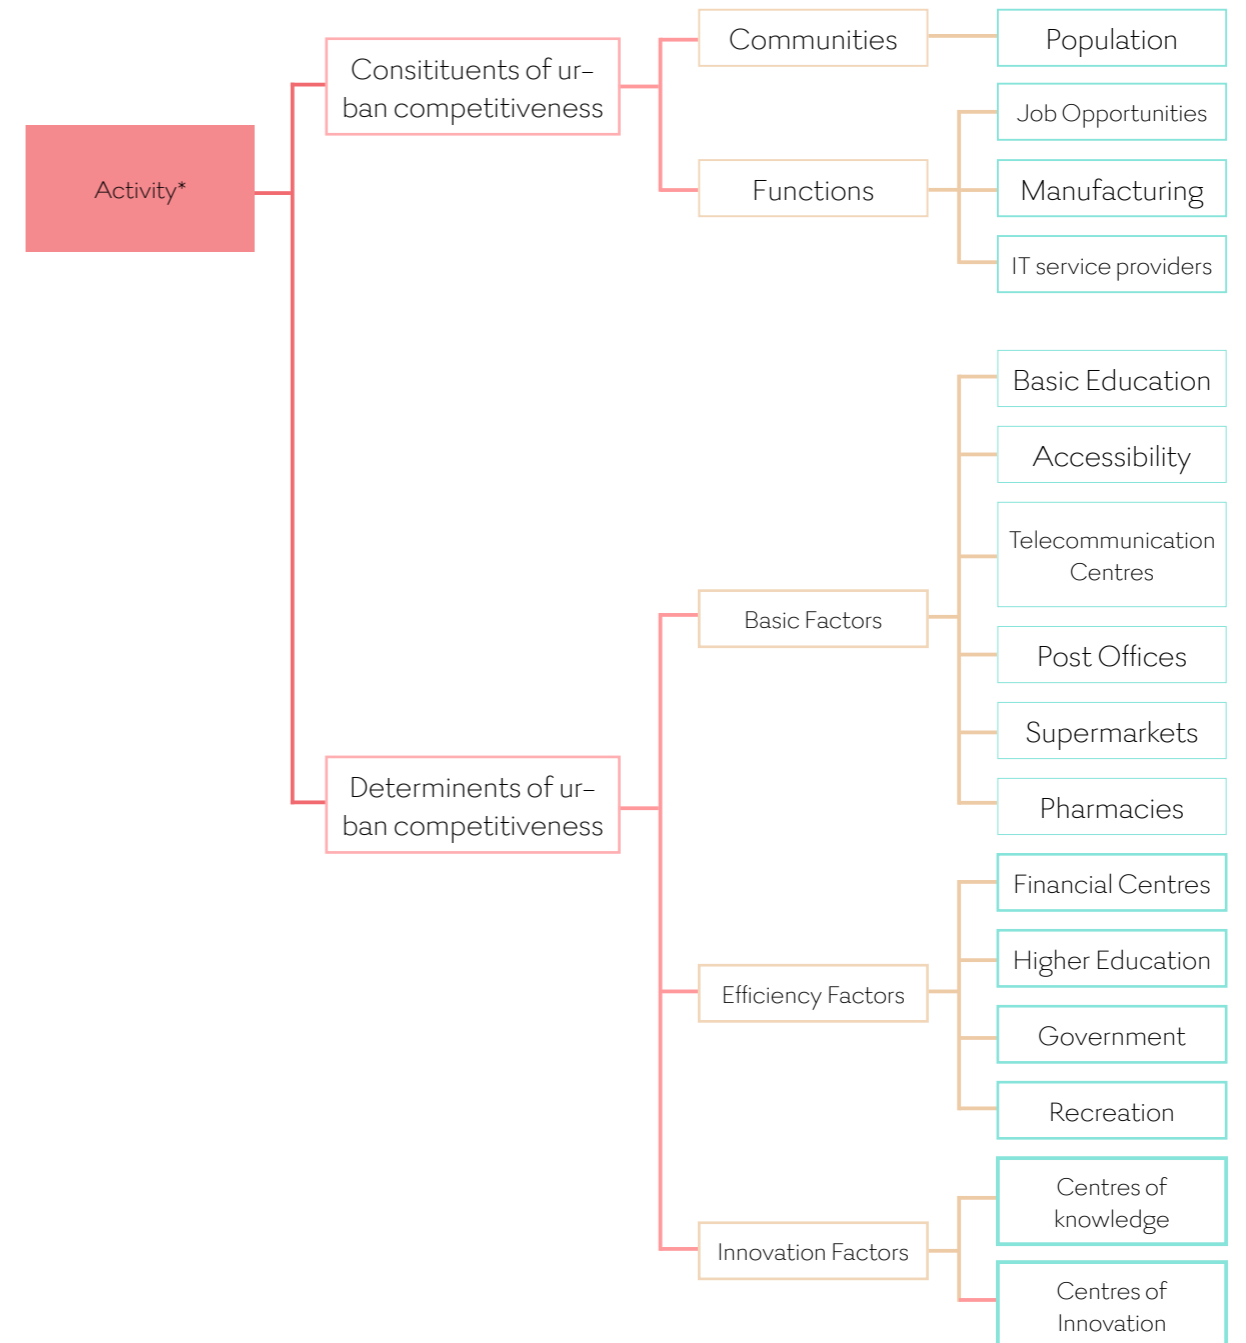 Activity*
Consitituents of ur-
ban competitiveness
Communities
Population
Functions
Job Opportunities
Manufacturing
IT service providers
Determinents of ur-
ban competitiveness
Basic Factors
Basic Education
Accessibility
Telecommunication
Centres
Post Offices
Supermarkets
Pharmacies
Efficiency Factors
Financial Centres
Higher Education
Government
Recreation
Innovation Factors
Centres of
knowledge
Centres of
Innovation